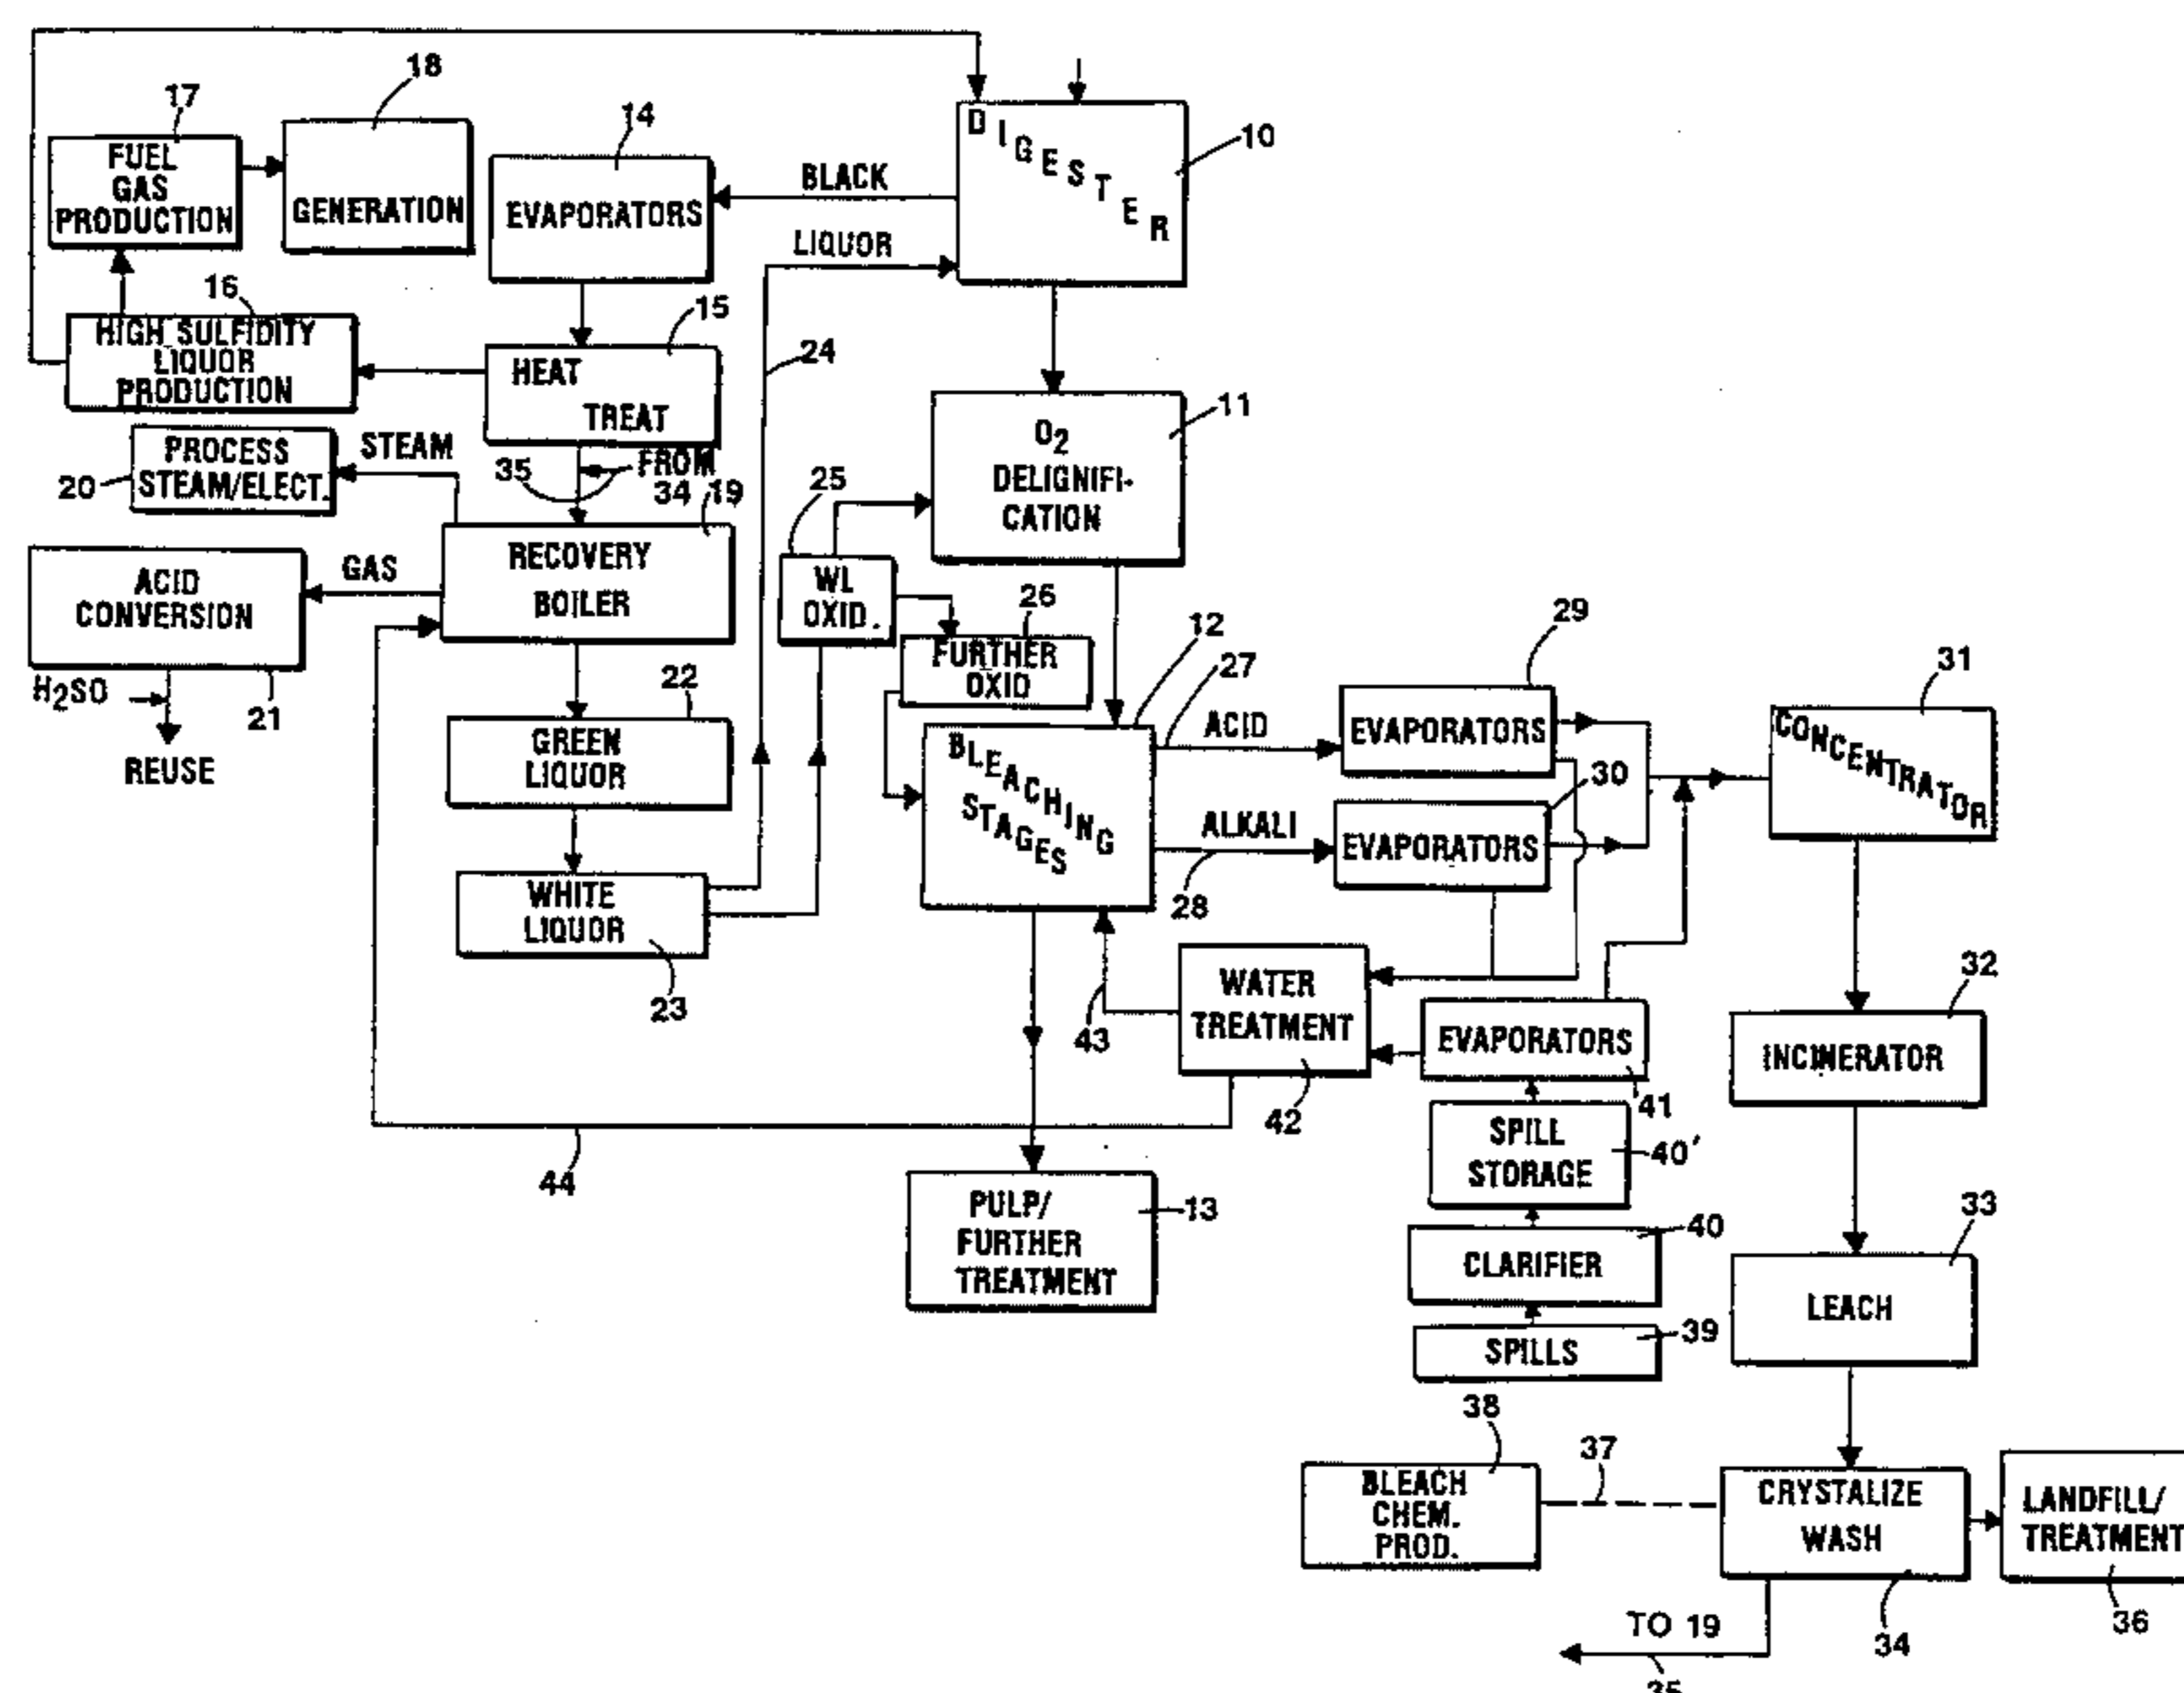 18
17
14
FUEL
GAS
PRODUCTION
GENERATION
EVAPORATORS
BLACK
LIQUOR
DIGESTER
10
16
HIGH SULFIDITY
LIQUOR
PRODUCTION
15
HEAT
TREAT
24
11
O2
DELIGNIFI-
CATION
PROCESS
STEAM/ELECT.
20
STEAM
35
FROM
34
19
25
RECOVERY
BOILER
GAS
ACID
CONVERSION
H2SO
21
REUSE
WL
OXID.
26
FURTHER
OXID
12
27
29
22
GREEN
LIQUOR
BLEACHING
STAGES
ACID
EVAPORATORS
31
CONCENTRATOR
30
ALKALI
EVAPORATORS
28
WHITE
LIQUOR
23
WATER
TREATMENT
43
42
EVAPORATORS
41
32
INCINERATOR
SPILL
STORAGE
40'
44
PULP/
FURTHER
TREATMENT
13
CLARIFIER
40
33
LEACH
SPILLS
39
38
BLEACH
CHEM.
PROD.
37
CRYSTALIZE
WASH
LANDFILL/
TREATMENT
36
34
TO 19
35